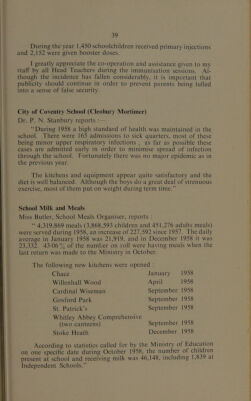 39
During the year 1,450 schoolchildren received primary injections
and 2,152 were given booster doses.
I greatly appreciate the co-operation and assistance given to my
staff by all Head Teachers during the immunisation sessions. Al-
though the incidence has fallen considerably, it is important that
publicity should continue in order to prevent parents being lulled
into a sense of false security.
City of Coventry School (Cleobury Mortimer)
Dr. P. N. Stanbury reports :—
"During 1958 a high standard of health was maintained in the
school. There were 165 admissions to sick quarters, most of these
being minor upper respiratory infections ; as far as possible these
cases are admitted early in order to minimise spread of infection
through the school. Fortunately there was no major epidemic as in
the previous year.
The kitchens and equipment appear quite satisfactory and the
diet is well balanced. Although the boys do a great deal of strenuous
exercise, most of them put on weight during term time."
School Milk and Meals
Miss Butler, School Meals Organiser, reports :
" 4,319,869 meals (3,868,593 children and 451,276 adults meals)
were served during 1958, an increase of 227,592 since 1957. The daily
average in January 1958 was 21,919, and in December 1958 it was
23,332. 43·06% of the number on roll were having meals when the
last return was made to the Ministry in October.
The following new kitchens were opened :
Chace January 1958
Willenhall Wood April 1958
Cardinal Wiseman September 1958
Gosford Park September 1958
St. Patrick's September 1958
Whitley Abbey Comprehensive
(two canteens) September 1958
Stoke Heath December 1958
According to statistics called for by the Ministry of Education
on one specific date during October 1958, the number of children
present at school and receiving milk was 46,148, including 1,839 at
Independent Schools."